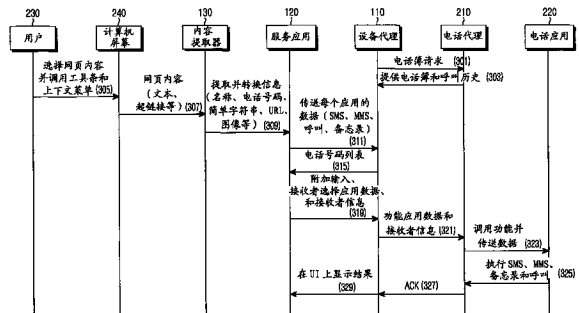 230
240
130
120
110
210
220
用户
计算机
屏幕
内容
提取器
服务应用
设备代理
电话代理
电话应用
电话簿请求 (301)
提供电话簿和呼叫
历史 (303)
选择网页内容
并调用工具条和
上下文菜单 (305)
网页内容
(文本、
超链接等) (307)
提取并转换信息
(名称、电话号码、
简单字符串、URL、
图像等) (309)
传送每个应用的
数据 (SMS、MMS、
呼叫、备忘录)
(311)
电话号码列表
(315)
附加输入、
接收者选择应用数据、
和接收者信息
(319)
功能应用数据和
接收者信息 (321)
调用功能并
传送数据 (323)
执行 SMS、MMS、
备忘录和呼叫 (325)
ACK (327)
在 UI 上显示结果
(329)